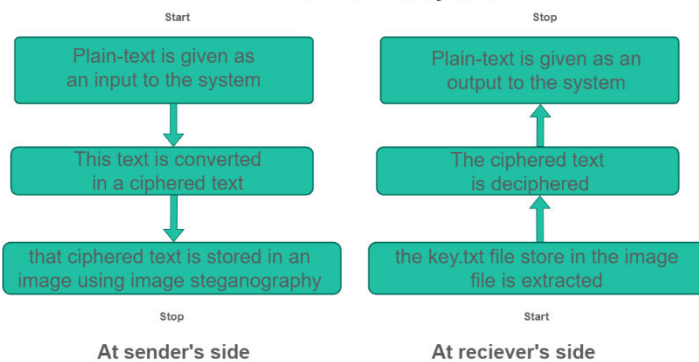 Start
Plain-text is given as
an input to the system
This text is converted
in a ciphered text
that ciphered text is stored in an
image using image steganography
Stop
At sender's side
Stop
Plain-text is given as an
output to the system
The ciphered text
is deciphered
the key.txt file store in the image
file is extracted
Start
At reciever's side